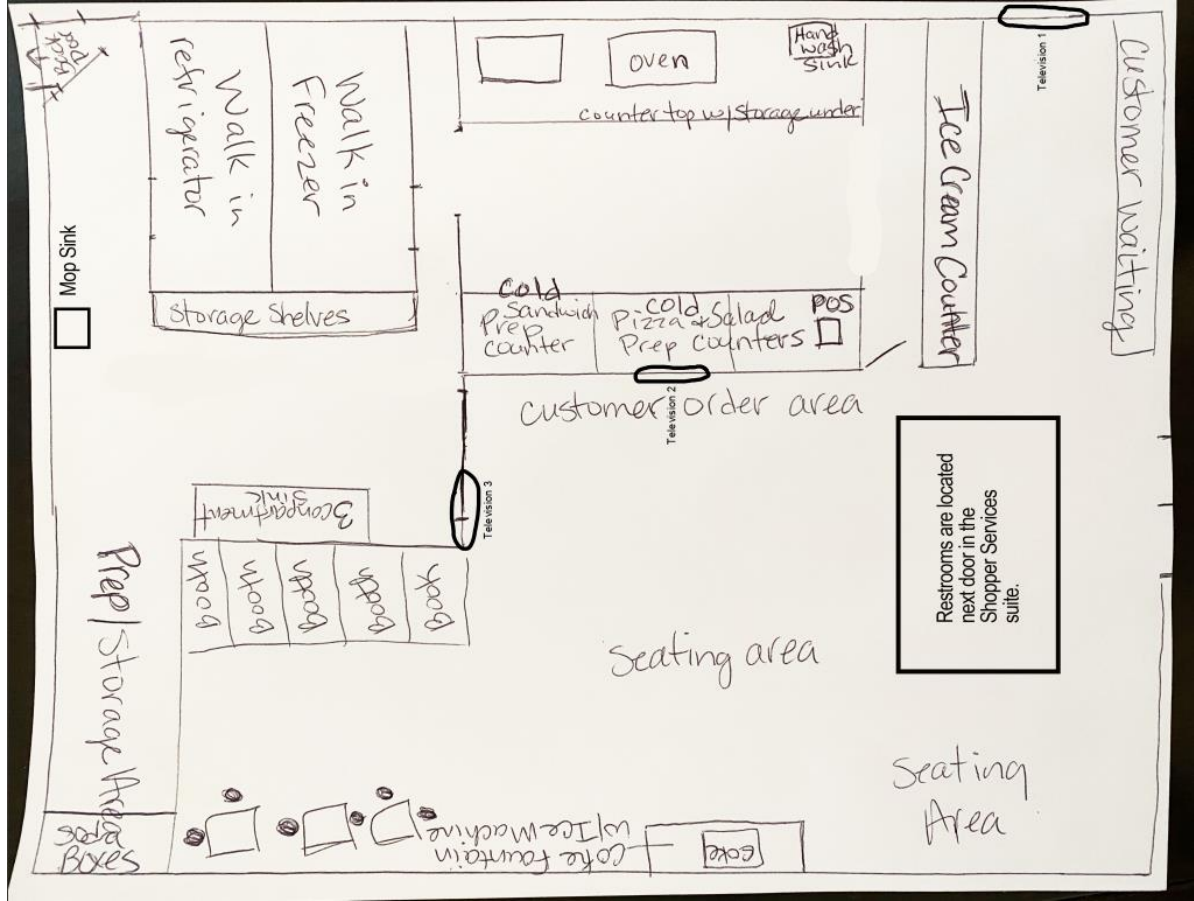 Back
Door
Walk in
refrigerator
Walk in
Freezer
Storage Shelves
Mop Sink
oven
Hand
wash
Sink
counter top w/ storage under
Ice Cream Counter
Television 1
Customer waiting
Cold
Sandwich
Prep
counter
Cold
Pizza & Salad
Prep counters
POS
Television 2
customer order area
Television 3
3 compartment
Sink
Booth
Booth
Booth
Booth
Booth
Restrooms are located
next door in the
Shopper Services
suite.
Prep/Storage Area
Seating area
Seating
Area
Soda
Boxes
Coke Fountain
w/ Ice Machine
Coke